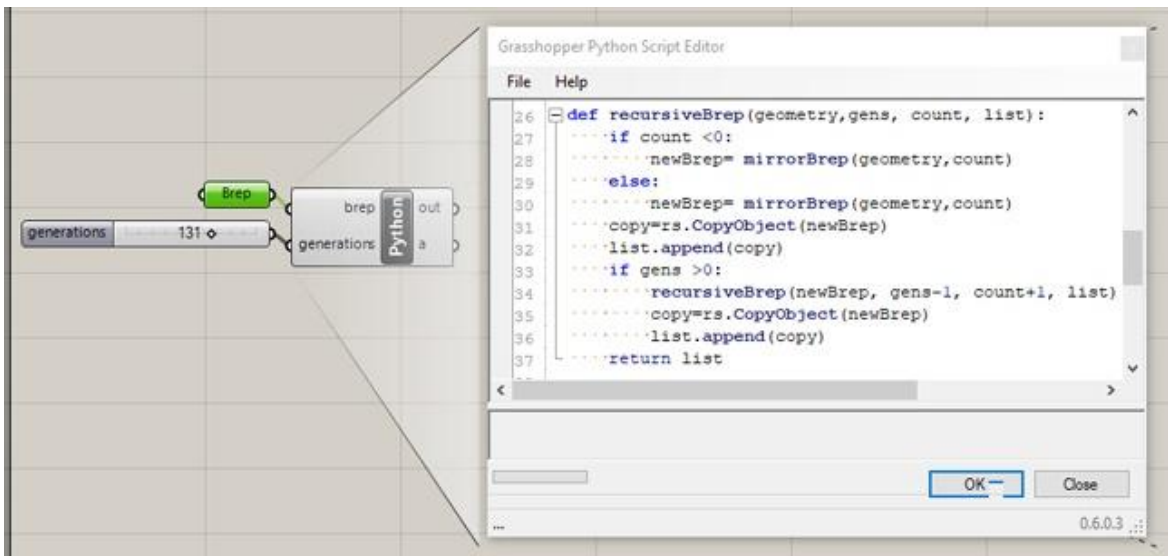 Grasshopper Python Script Editor
File Help
26 def recursiveBrep(geometry,gens, count, list):
27 if count <0:
28 newBrep= mirrorBrep(geometry,count)
29 else:
30 newBrep= mirrorBrep(geometry,count)
31 copy=rs.CopyObject(newBrep)
32 list.append(copy)
33 if gens >0:
34 recursiveBrep(newBrep, gens-1, count+1, list)
35 copy=rs.CopyObject(newBrep)
36 list.append(copy)
37 return list
Brep
generations 131
brep out
generations a
Python
OK Close
... 0.6.0.3